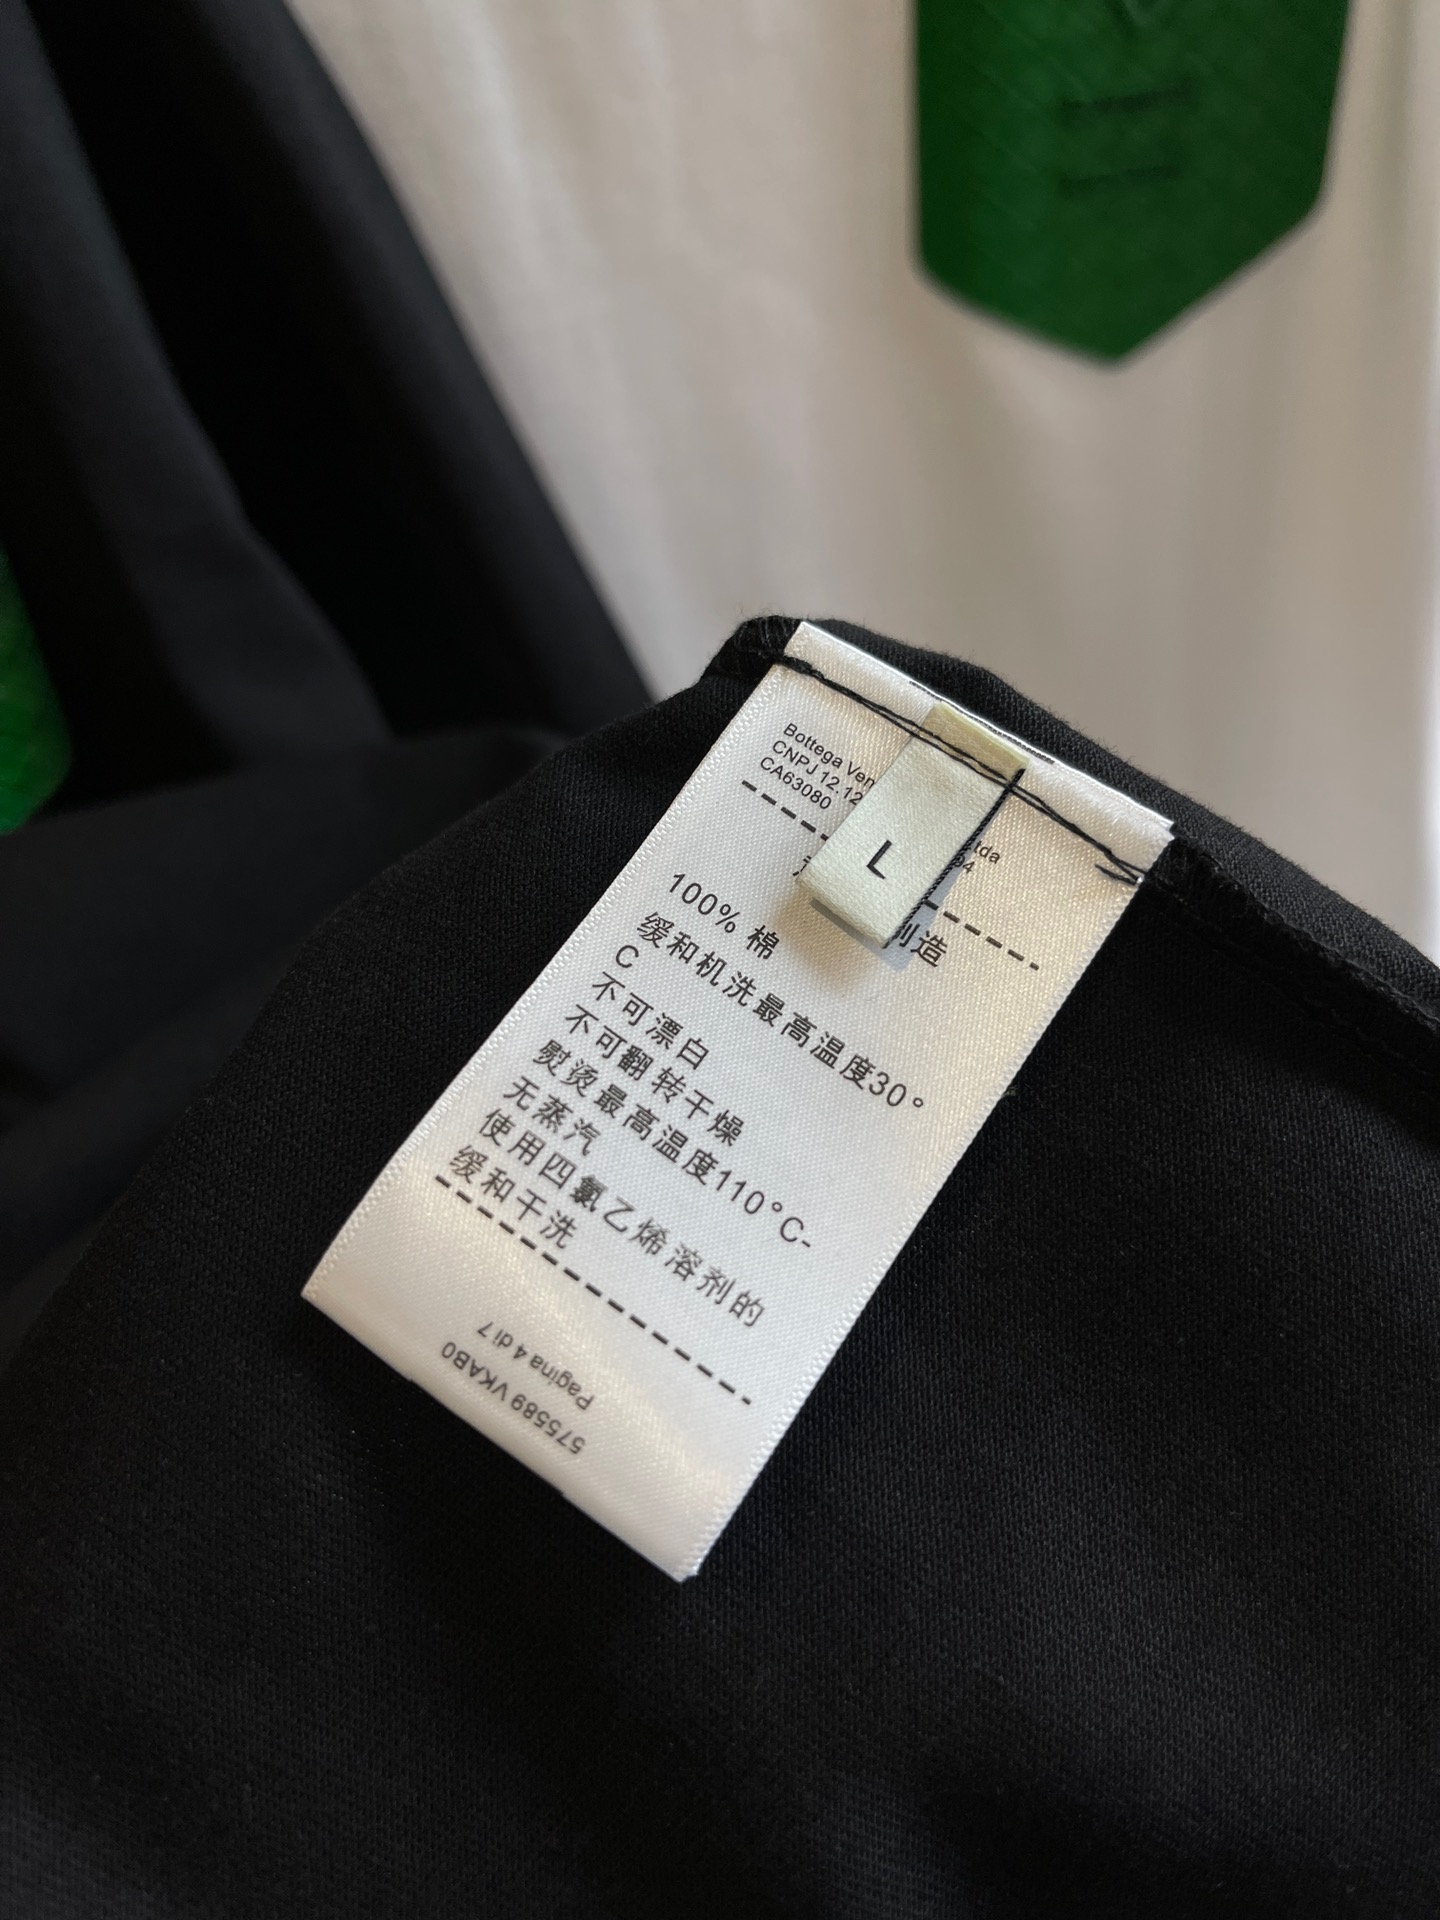 Bottega Ven
CNPJ 12.12
CA63080
L
tda
94
制造
100% 棉
缓和机洗最高温度30°
C
不可漂白
不可翻转干燥
熨烫最高温度110°C-
无蒸汽
使用四氯乙烯溶剂的
缓和干洗
Pagina 4 di 7
575589 VKAB0